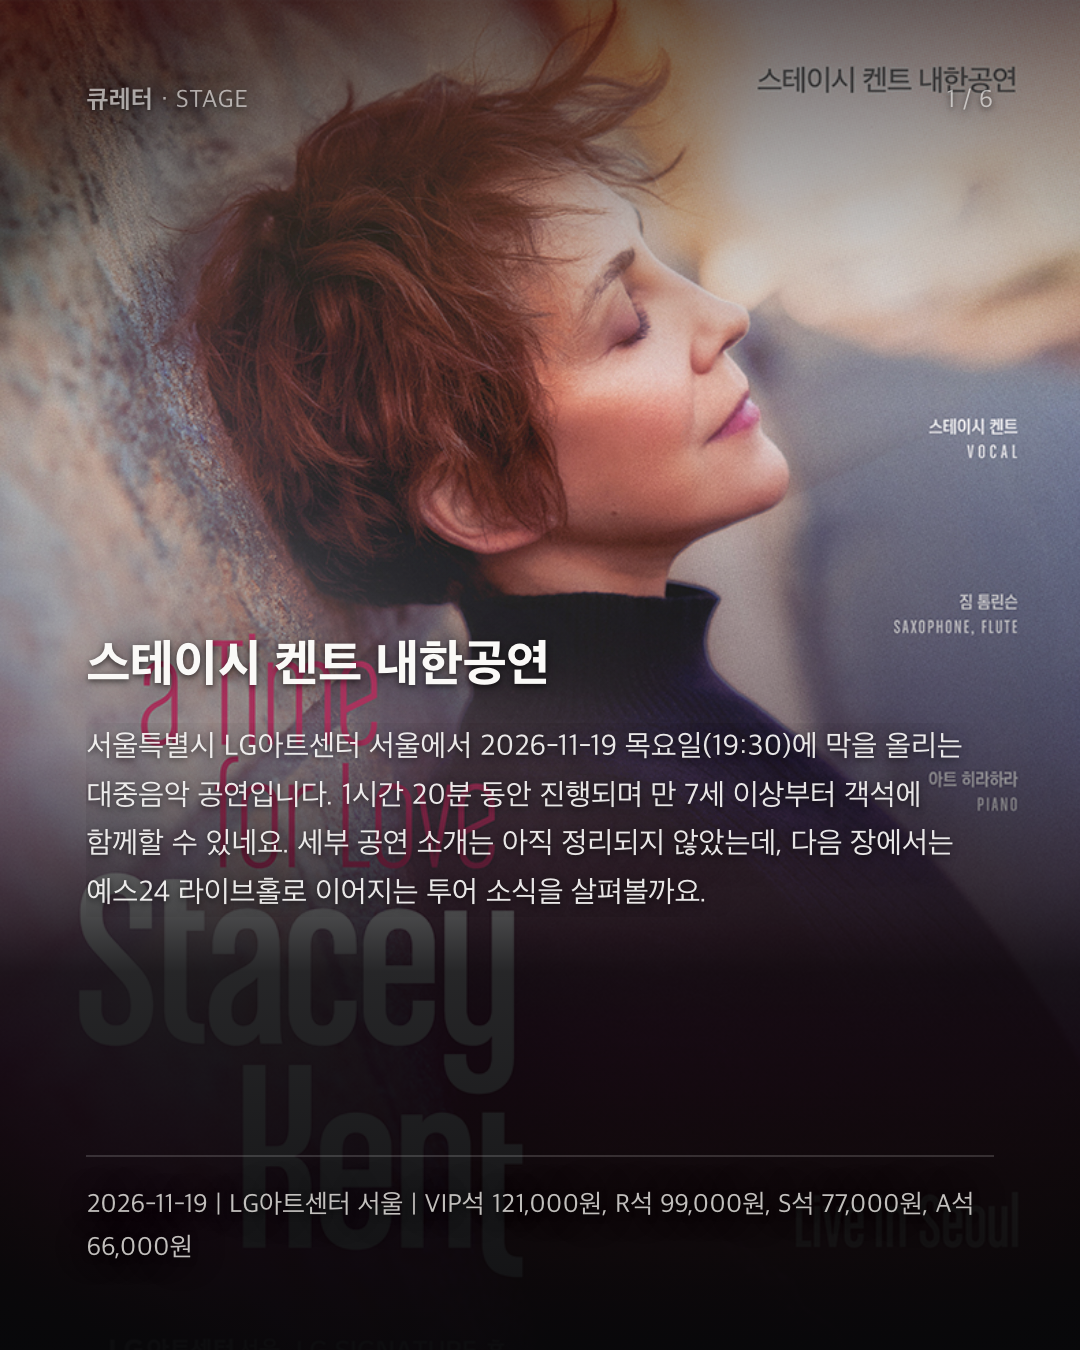 스테이시 켄트 내한공연
큐레터 · STAGE
1 / 6
스테이시 켄트
VOCAL
짐 톰린슨
SAXOPHONE, FLUTE
스테이시 켄트 내한공연
a Time
for Love
서울특별시 LG아트센터 서울에서 2026-11-19 목요일(19:30)에 막을 올리는
대중음악 공연입니다. 1시간 20분 동안 진행되며 만 7세 이상부터 객석에
함께할 수 있네요. 세부 공연 소개는 아직 정리되지 않았는데, 다음 장에서는
예스24 라이브홀로 이어지는 투어 소식을 살펴볼까요.
아트 히라하라
PIANO
Stacey
Kent
2026-11-19 | LG아트센터 서울 | VIP석 121,000원, R석 99,000원, S석 77,000원, A석
66,000원
Live in Seoul